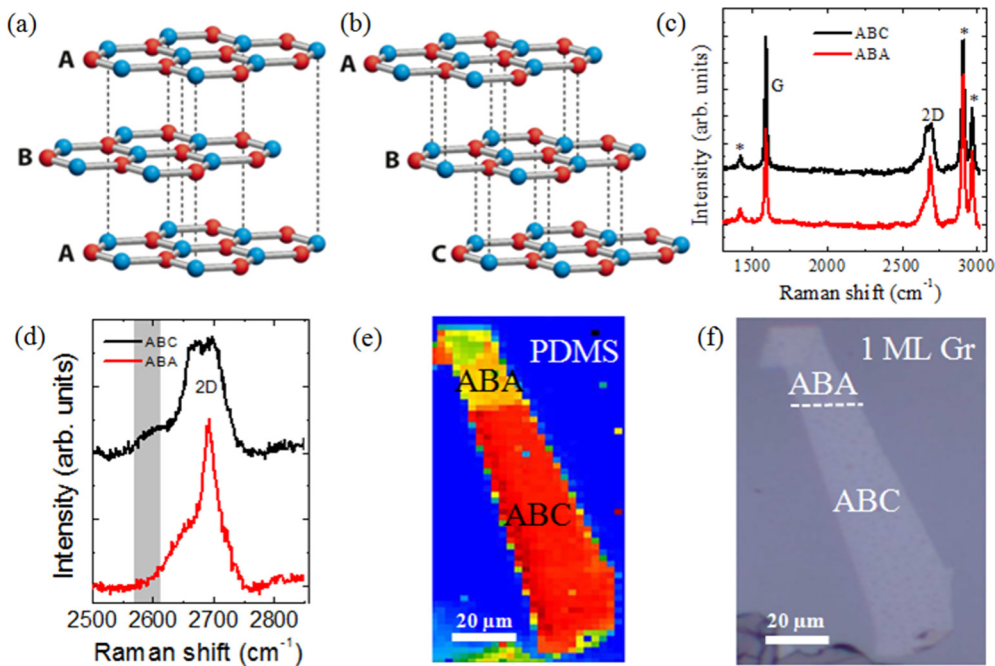 (a)
A
B
A
(b)
A
B
C
(c)
ABC
ABA
*
G
2D
*
*
Intensity (arb. units)
1500 2000 2500 3000
Raman shift (cm⁻¹)
(d)
ABC
ABA
2D
Intensity (arb. units)
2500 2600 2700 2800
Raman shift (cm⁻¹)
(e)
PDMS
ABA
ABC
20 µm
(f)
1 ML Gr
ABA
ABC
20 µm